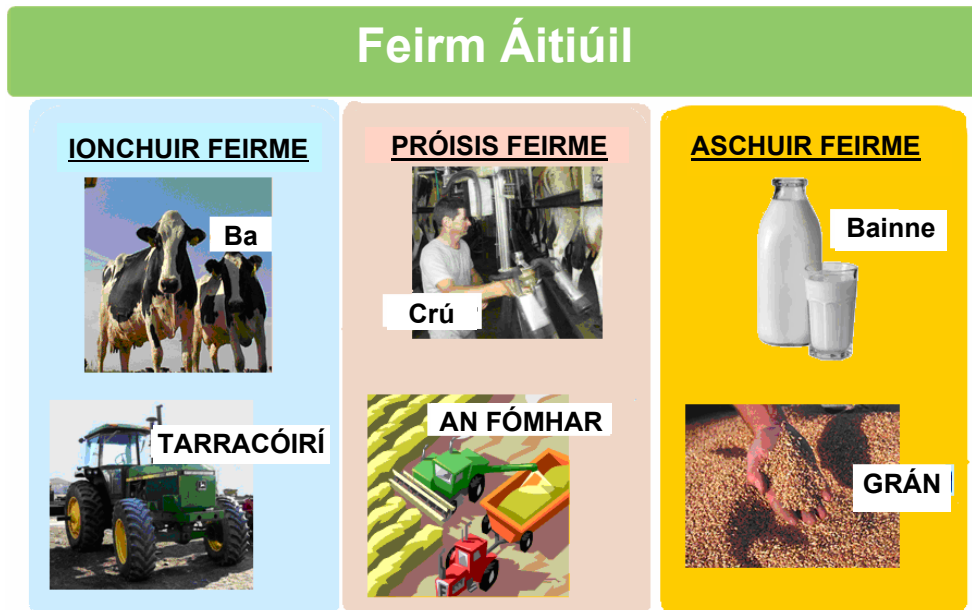 Feirm Áitiúil
IONCHUIR FEIRME
Ba
TARRACÓIRÍ
PRÓISIS FEIRME
Crú
AN FÓMHAR
ASCHUIR FEIRME
Bainne
GRÁN